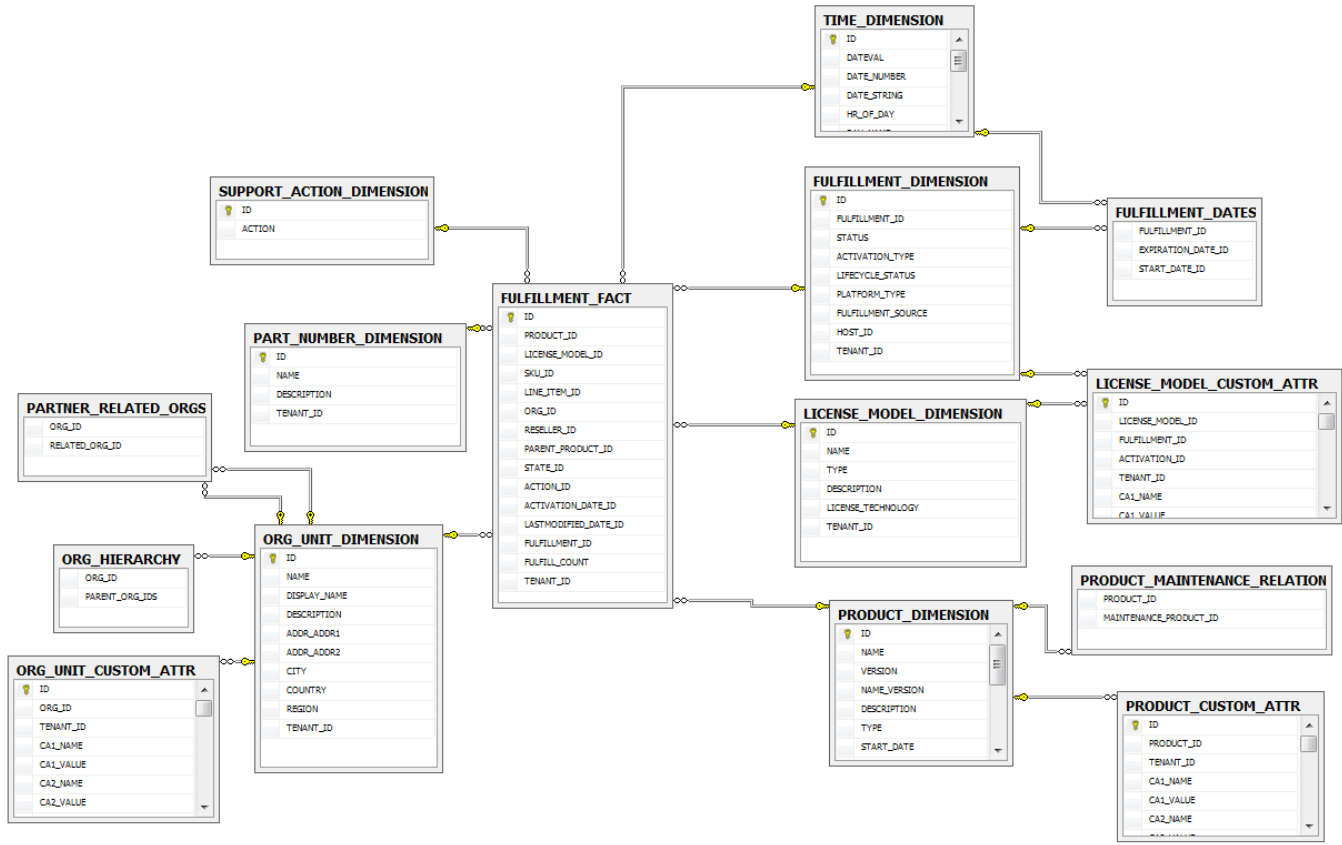 TIME_DIMENSION
ID
DATEVAL
DATE_NUMBER
DATE_STRING
HR_OF_DAY
SUPPORT_ACTION_DIMENSION
ID
ACTION
FULFILLMENT_DIMENSION
ID
FULFILLMENT_ID
STATUS
ACTIVATION_TYPE
LIFECYCLE_STATUS
PLATFORM_TYPE
FULFILLMENT_SOURCE
HOST_ID
TENANT_ID
FULFILLMENT_DATES
FULFILLMENT_ID
EXPIRATION_DATE_ID
START_DATE_ID
FULFILLMENT_FACT
ID
PRODUCT_ID
LICENSE_MODEL_ID
SKU_ID
LINE_ITEM_ID
ORG_ID
RESELLER_ID
PARENT_PRODUCT_ID
STATE_ID
ACTION_ID
ACTIVATION_DATE_ID
LASTMODIFIED_DATE_ID
FULFILLMENT_ID
FULFILL_COUNT
TENANT_ID
PART_NUMBER_DIMENSION
ID
NAME
DESCRIPTION
TENANT_ID
PARTNER_RELATED_ORGS
ORG_ID
RELATED_ORG_ID
LICENSE_MODEL_DIMENSION
ID
NAME
TYPE
DESCRIPTION
LICENSE_TECHNOLOGY
TENANT_ID
LICENSE_MODEL_CUSTOM_ATTR
ID
LICENSE_MODEL_ID
FULFILLMENT_ID
ACTIVATION_ID
TENANT_ID
CA1_NAME
CA1_VALUE
ORG_HIERARCHY
ORG_ID
PARENT_ORG_IDS
ORG_UNIT_DIMENSION
ID
NAME
DISPLAY_NAME
DESCRIPTION
ADDR_ADDR1
ADDR_ADDR2
CITY
COUNTRY
REGION
TENANT_ID
ORG_UNIT_CUSTOM_ATTR
ID
ORG_ID
TENANT_ID
CA1_NAME
CA1_VALUE
CA2_NAME
CA2_VALUE
PRODUCT_DIMENSION
ID
NAME
VERSION
NAME_VERSION
DESCRIPTION
TYPE
START_DATE
PRODUCT_MAINTENANCE_RELATION
PRODUCT_ID
MAINTENANCE_PRODUCT_ID
PRODUCT_CUSTOM_ATTR
ID
PRODUCT_ID
TENANT_ID
CA1_NAME
CA1_VALUE
CA2_NAME